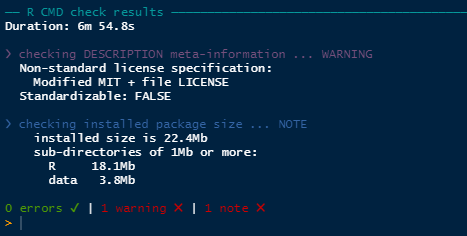 ── R CMD check results ──
Duration: 6m 54.8s
❯ checking DESCRIPTION meta-information ... WARNING
Non-standard license specification:
Modified MIT + file LICENSE
Standardizable: FALSE
❯ checking installed package size ... NOTE
installed size is 22.4Mb
sub-directories of 1Mb or more:
R 18.1Mb
data 3.8Mb
0 errors ✓ | 1 warning ✖ | 1 note ✖
>